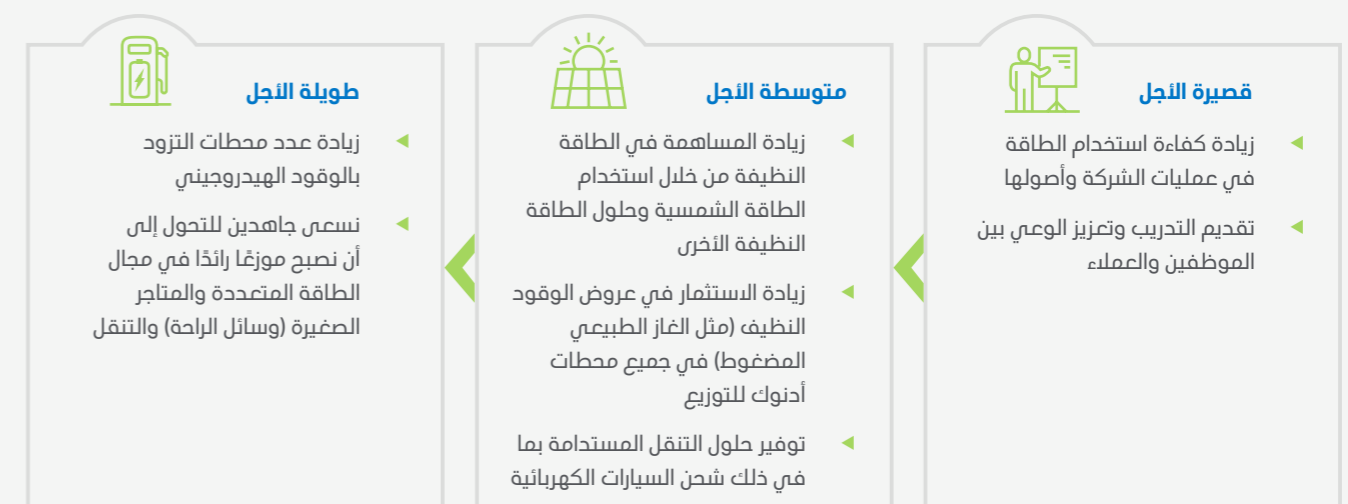 قصيرة الأجل
زيادة كفاءة استخدام الطاقة
في عمليات الشركة وأصولها
تقديم التدريب وتعزيز الوعي بين
الموظفين والعملاء
متوسطة الأجل
زيادة المساهمة في الطاقة
النظيفة من خلال استخدام
الطاقة الشمسية وحلول الطاقة
النظيفة الأخرى
زيادة الاستثمار في عروض الوقود
النظيف (مثل الغاز الطبيعي
المضغوط) في جميع محطات
أدنوك للتوزيع
توفير حلول التنقل المستدامة بما
في ذلك شحن السيارات الكهربائية
طويلة الأجل
زيادة عدد محطات التزود
بالوقود الهيدروجيني
نسعى جاهدين للتحول إلى
أن نصبح موزعًا رائدًا في مجال
الطاقة المتعددة والمتاجر
الصغيرة (وسائل الراحة) والتنقل